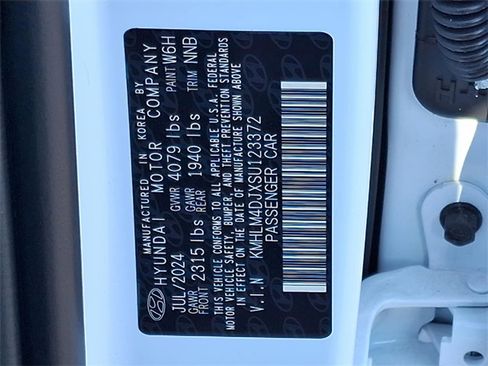 MANUFACTURED IN KOREA BY
HYUNDAI MOTOR COMPANY
JUL/2024 GVWR 4079 lbs PAINT W6H
GAWR FRONT 2315 lbs GAWR REAR 1940 lbs TRIM NNB
THIS VEHICLE CONFORMS TO ALL APPLICABLE U.S.A. FEDERAL
MOTOR VEHICLE SAFETY, BUMPER, AND THEFT PREVENTION STANDARDS
IN EFFECT ON THE DATE OF MANUFACTURE SHOWN ABOVE
V.I.N KMHLM4DJXSU123372
PASSENGER CAR